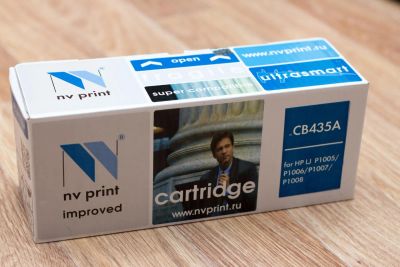 nv print
open
www.nvprint.ru
fragile
ultrasmart
super compatible
nv print
improved
cartridge
www.nvprint.ru
CB435A
for HP LJ P1005/
P1006/P1007/
P1008